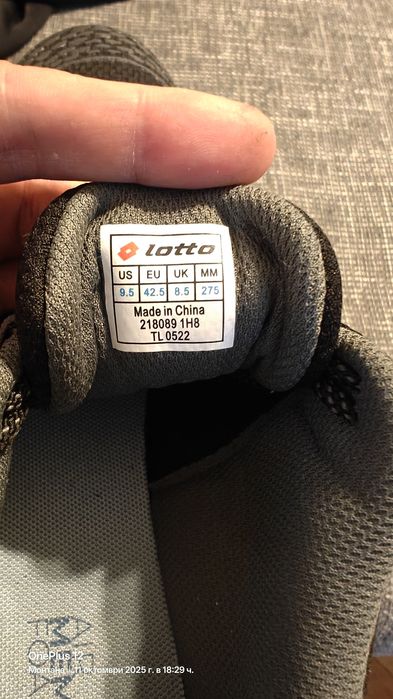 lotto
US EU UK MM
9.5 42.5 8.5 275
Made in China
218089 1H8
TL 0522
OnePlus 12
Монтана | 11 октомври 2025 г. в 18:29 ч.